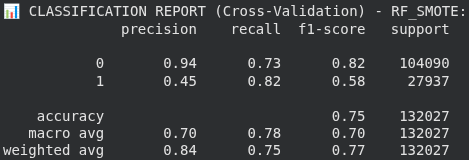 📊 CLASSIFICATION REPORT (Cross-Validation) - RF_SMOTE:
precision recall f1-score support
0 0.94 0.73 0.82 104090
1 0.45 0.82 0.58 27937
accuracy 0.75 132027
macro avg 0.70 0.78 0.70 132027
weighted avg 0.84 0.75 0.77 132027